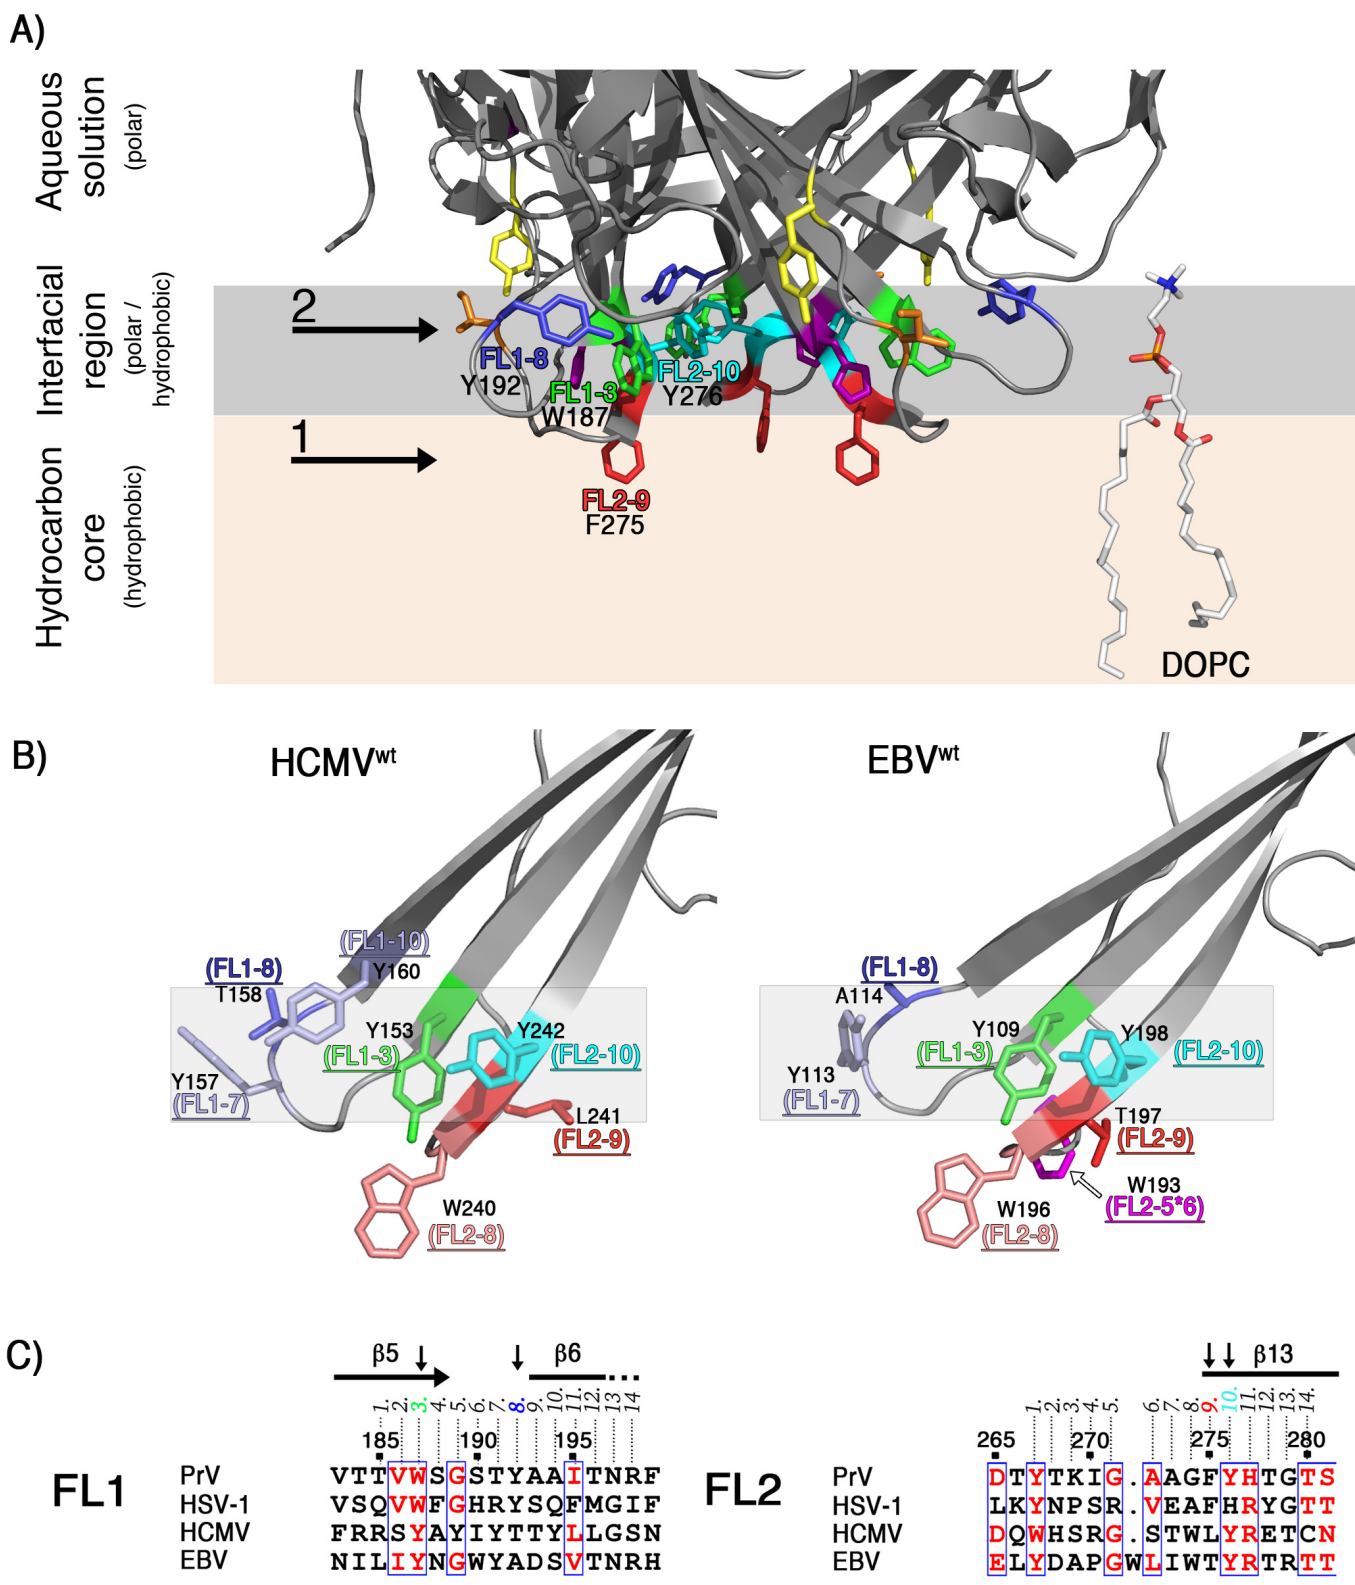 A)
Aqueous solution (polar)
Interfacial region (polar / hydrophobic)
Hydrocarbon core (hydrophobic)
2
FL1-8
Y192
FL1-3
W187
FL2-10
Y276
1
FL2-9
F275
DOPC
B)
HCMVwt
(FL1-10)
Y160
(FL1-8)
T158
Y153
(FL1-3)
Y242
(FL2-10)
Y157
(FL1-7)
L241
(FL2-9)
W240
(FL2-8)
EBVwt
(FL1-8)
A114
Y109
(FL1-3)
Y198
(FL2-10)
Y113
(FL1-7)
T197
(FL2-9)
W193
(FL2-5*6)
W196
(FL2-8)
C)
FL1
β5 β6
1. 2. 3. 4. 5. 6. 7. 8. 9. 10. 11. 12. 13 14
185 190 195
PrV VTTVWSGSTYAAITNRF
HSV-1 VSQVWFGHRYSQFMGIF
HCMV FRRSYAYIYTTYLLGSN
EBV NILIYNGWYADSVTNRH
FL2
β13
1. 2. 3. 4. 5. 6. 7. 8. 9. 10. 11. 12. 13. 14.
265 270 275 280
PrV DTYTKIG.AAGFYHTGTS
HSV-1 LKYNPSR.VEAFHRYGTT
HCMV DQWHSRG.STWLYRETCN
EBV ELYDAPGWLIWTYRTRTT